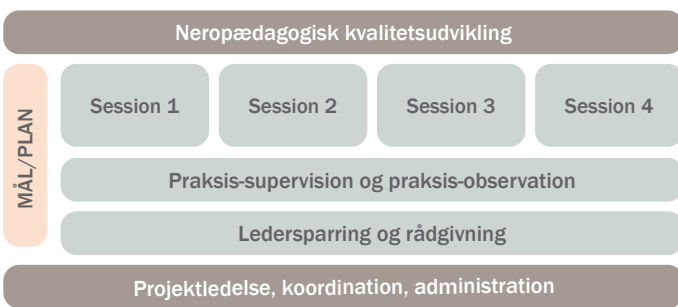 Neropædagogisk kvalitetsudvikling
MÅL/PLAN
Session 1
Session 2
Session 3
Session 4
Praksis-supervision og praksis-observation
Ledersparring og rådgivning
Projektledelse, koordination, administration